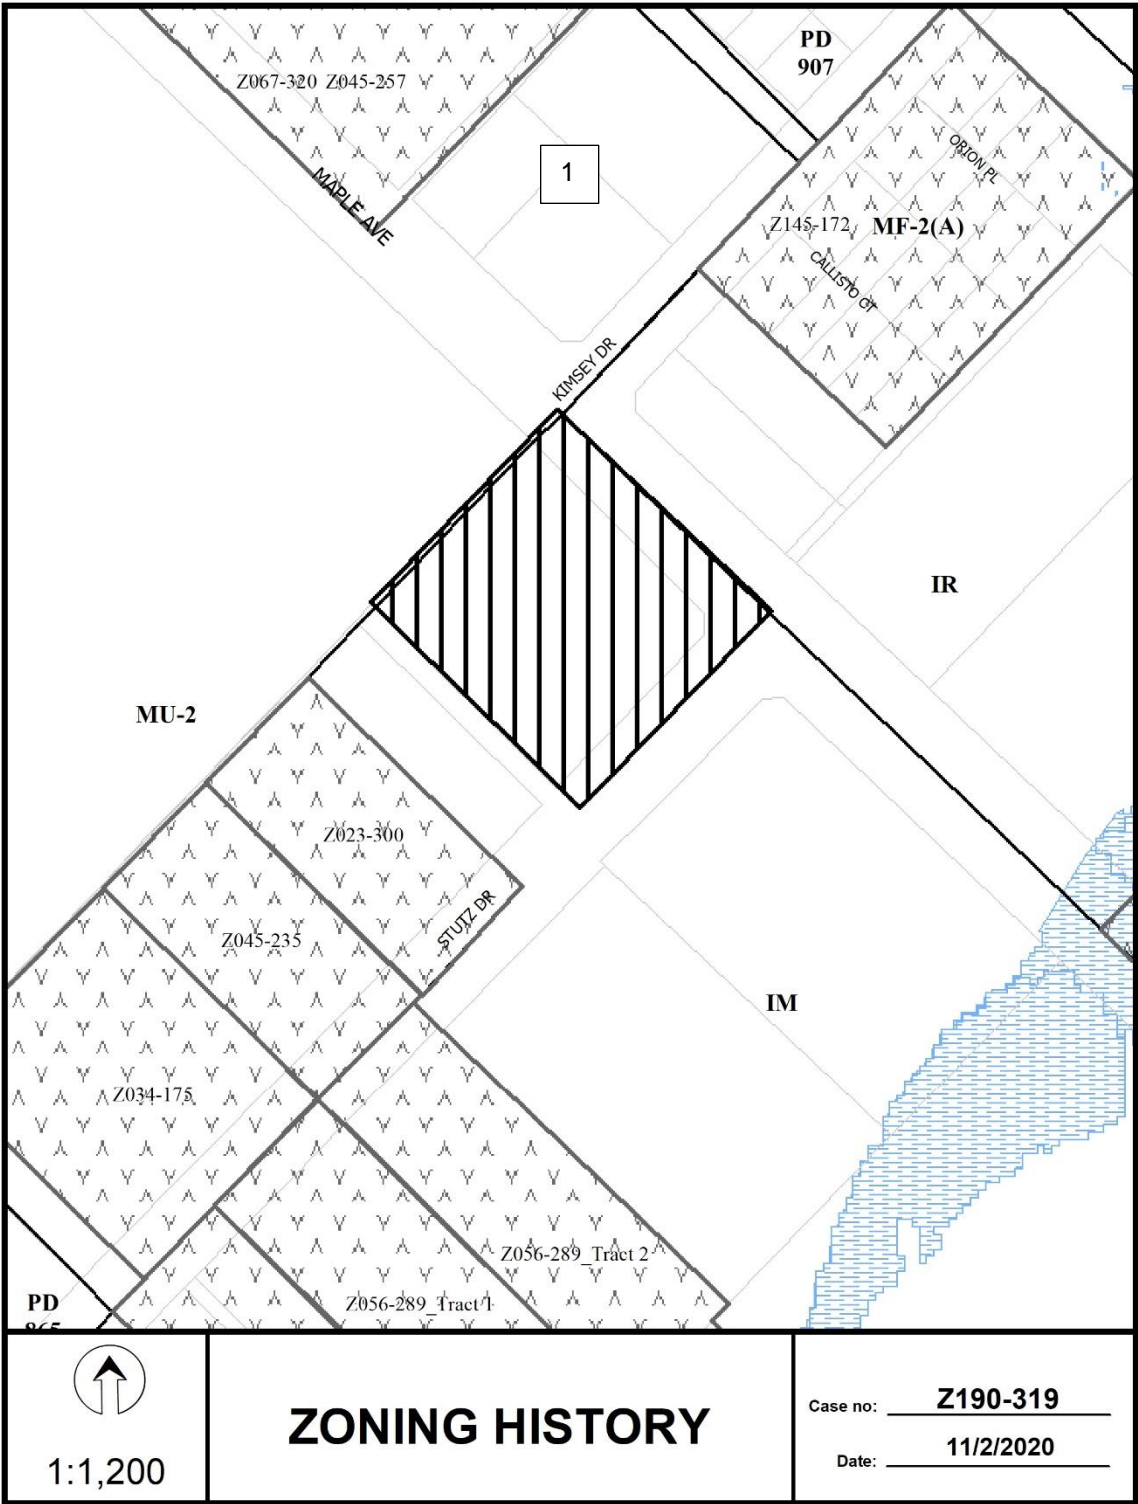 PD
907
Z067-320 Z045-257
ORION PL
1
MAPLE AVE
Z145-172 MF-2(A)
CALLISTO CT
KIMSEY DR
IR
MU-2
Z023-300
STUTZ DR
Z045-235
IM
Z034-175
Z056-289_Tract 2
PD
865
Z056-289_Tract 1
1:1,200
ZONING HISTORY
Case no: Z190-319
Date: 11/2/2020